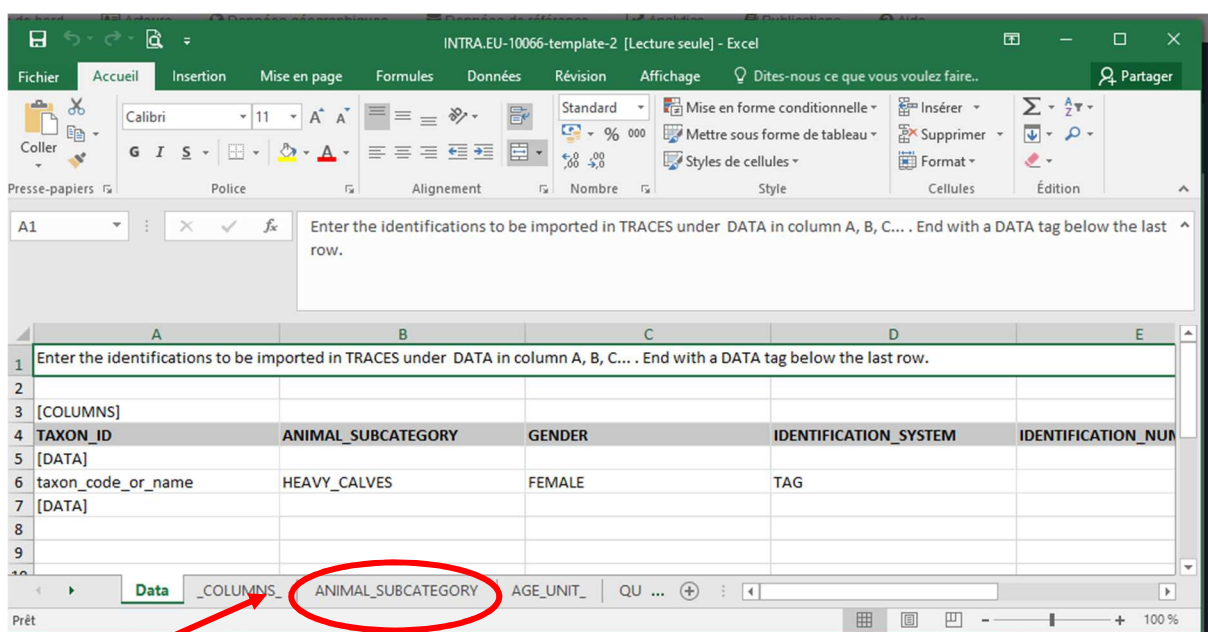 INTRA.EU-10066-template-2 [Lecture seule] - Excel
Fichier Accueil Insertion Mise en page Formules Données Révision Affichage Dites-nous ce que vous voulez faire.. Partager
Calibri 11 Standard Mise en forme conditionnelle Insérer
Coller % 000 Mettre sous forme de tableau Supprimer
G I S Styles de cellules Format
Presse-papiers Police Alignement Nombre Style Cellules Édition
A1 fx Enter the identifications to be imported in TRACES under DATA in column A, B, C... . End with a DATA tag below the last
row.
A B C D E
1 Enter the identifications to be imported in TRACES under DATA in column A, B, C... . End with a DATA tag below the last row.
2
3 [COLUMNS]
4 TAXON_ID ANIMAL_SUBCATEGORY GENDER IDENTIFICATION_SYSTEM IDENTIFICATION_NUM
5 [DATA]
6 taxon_code_or_name HEAVY_CALVES FEMALE TAG
7 [DATA]
8
9
Data _COLUMNS_ ANIMAL_SUBCATEGORY AGE_UNIT_ QU ...
Prêt 100 %